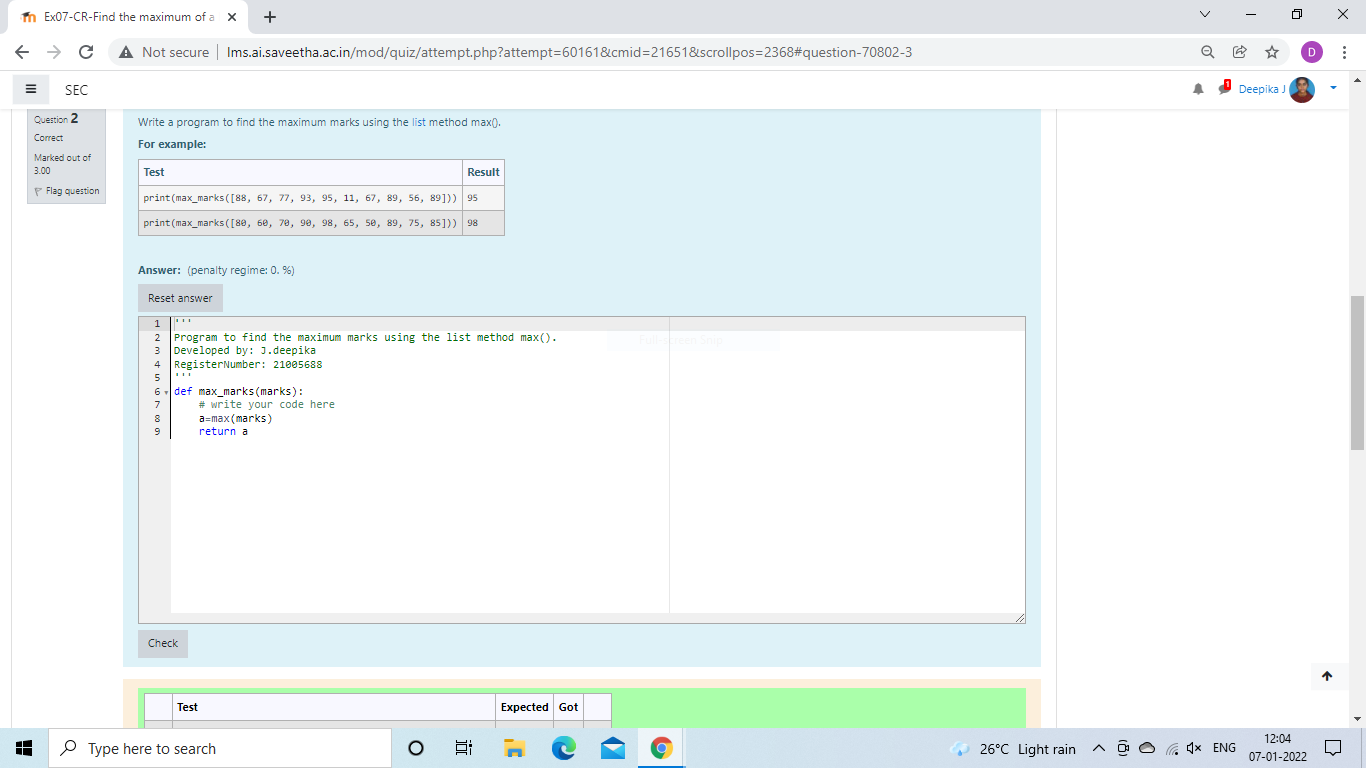 Ex07-CR-Find the maximum of a
Not secure
lms.ai.saveetha.ac.in/mod/quiz/attempt.php?attempt=60161&cmid=21651&scrollpos=2368#question-70802-3
D
SEC
1
Deepika J
Question 2
Correct
Marked out of
3.00
Flag question
Write a program to find the maximum marks using the list method max().
For example:
Test Result
print(max_marks([88, 67, 77, 93, 95, 11, 67, 89, 56, 89])) 95
print(max_marks([80, 60, 70, 90, 98, 65, 50, 89, 75, 85])) 98
Answer: (penalty regime: 0. %)
Reset answer
1 '''
2 Program to find the maximum marks using the list method max().
3 Developed by: J.deepika
4 RegisterNumber: 21005688
5 '''
6 def max_marks(marks):
7 # write your code here
8 a=max(marks)
9 return a
Full-screen Snip
Check
Test Expected Got
Type here to search
26°C Light rain
ENG
12:04
07-01-2022